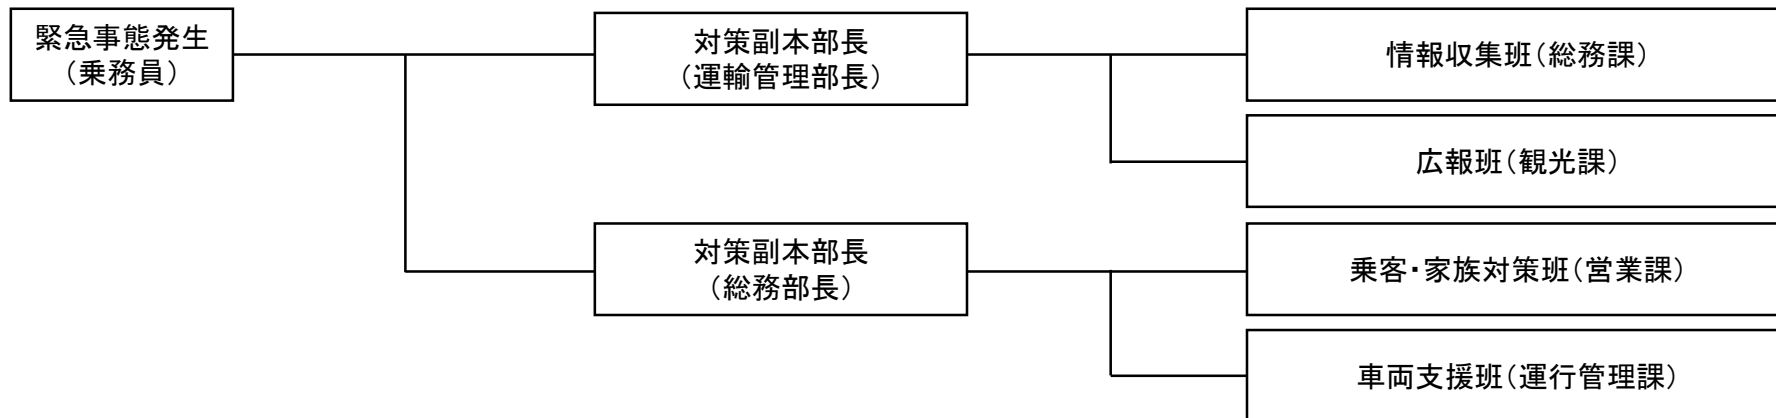 緊急事態発生
（乗務員）
対策副本部長
（運輸管理部長）
情報収集班（総務課）
広報班（観光課）
対策副本部長
（総務部長）
乗客・家族対策班（営業課）
車両支援班（運行管理課）